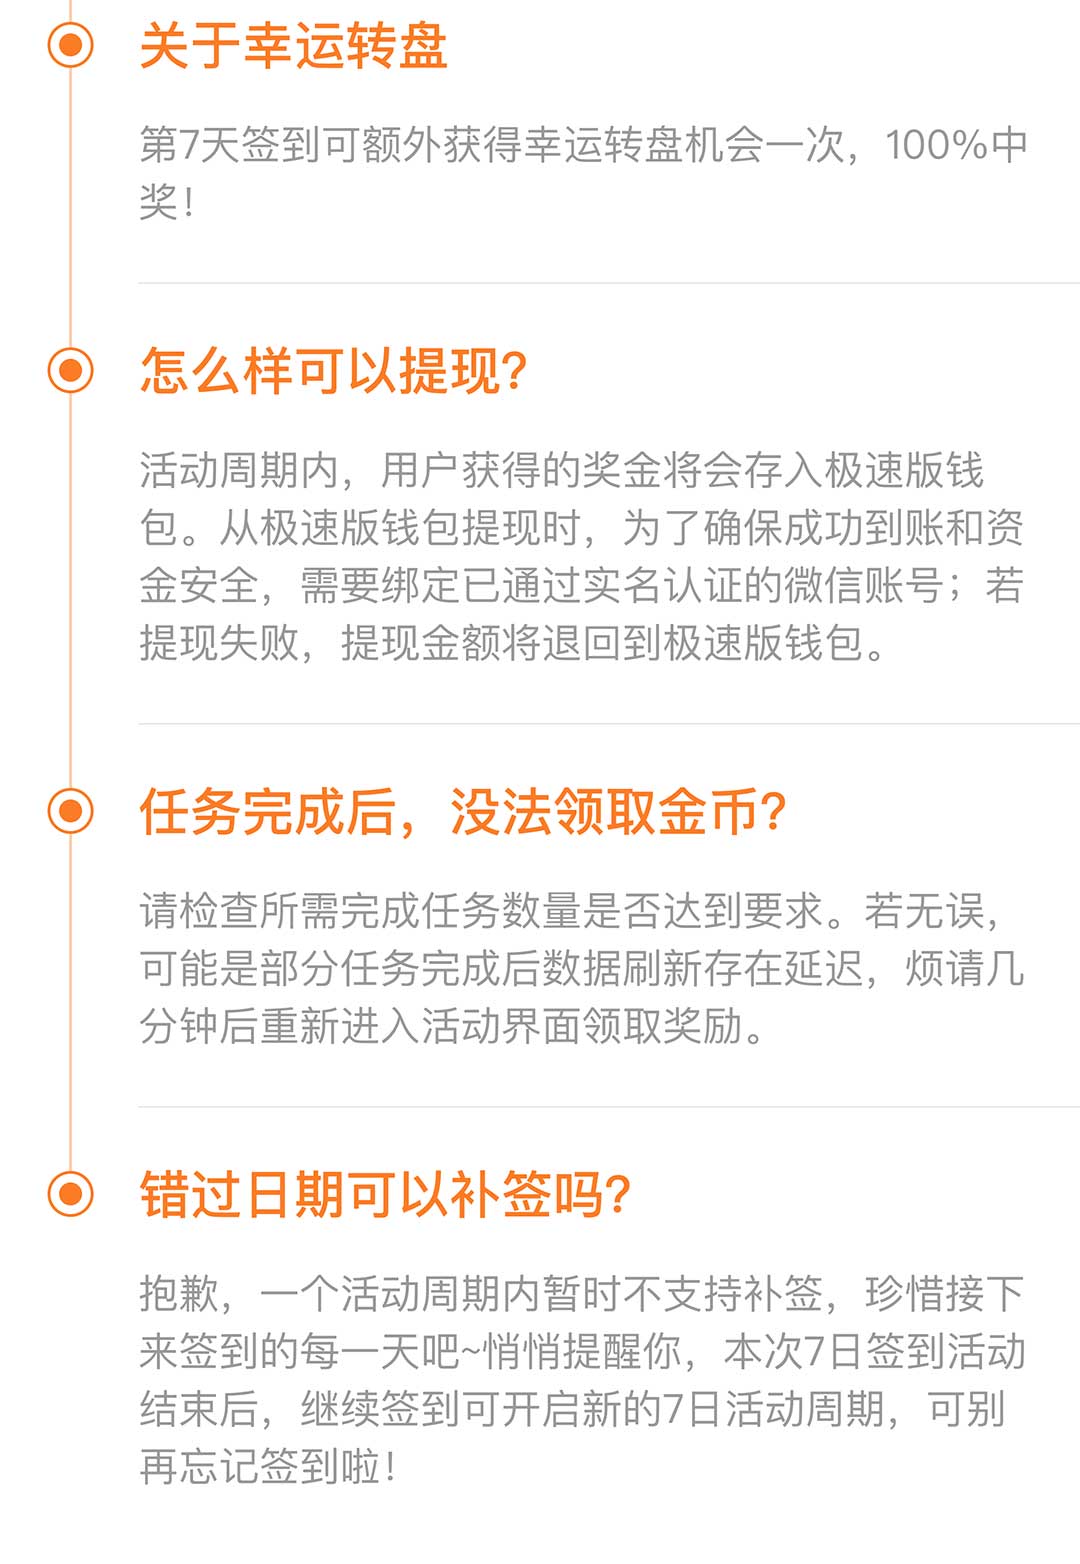 关于幸运转盘
第7天签到可额外获得幸运转盘机会一次，100%中
奖！
怎么样可以提现？
活动周期内，用户获得的奖金将会存入极速版钱
包。从极速版钱包提现时，为了确保成功到账和资
金安全，需要绑定已通过实名认证的微信账号；若
提现失败，提现金额将退回到极速版钱包。
任务完成后，没法领取金币？
请检查所需完成任务数量是否达到要求。若无误，
可能是部分任务完成后数据刷新存在延迟，烦请几
分钟后重新进入活动界面领取奖励。
错过日期可以补签吗？
抱歉，一个活动周期内暂时不支持补签，珍惜接下
来签到的每一天吧~悄悄提醒你，本次7日签到活动
结束后，继续签到可开启新的7日活动周期，可别
再忘记签到啦！